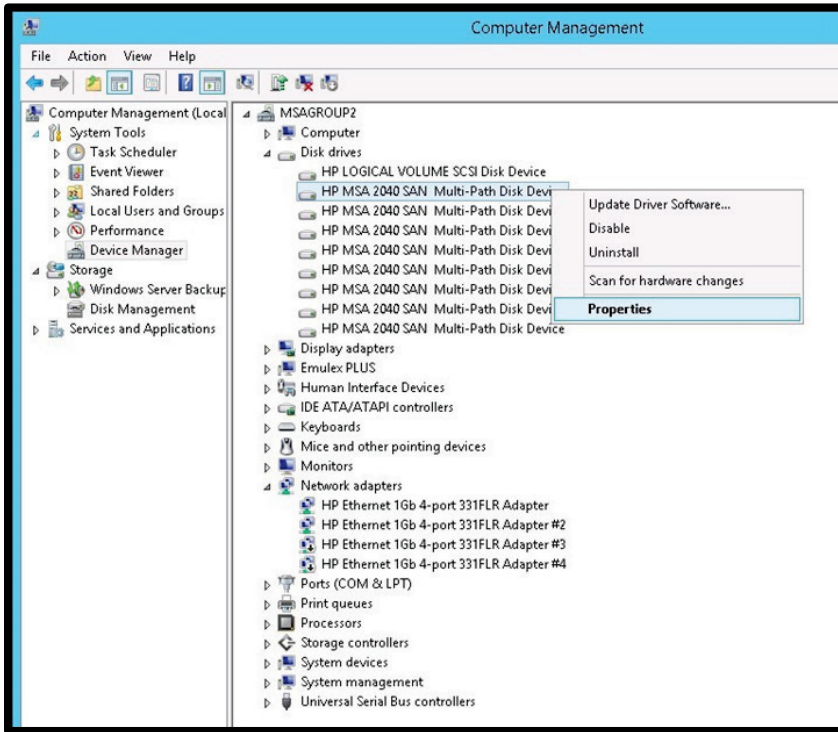 Computer Management
File Action View Help
Computer Management (Local
System Tools
Task Scheduler
Event Viewer
Shared Folders
Local Users and Groups
Performance
Device Manager
Storage
Windows Server Backup
Disk Management
Services and Applications
MSAGROUP2
Computer
Disk drives
HP LOGICAL VOLUME SCSI Disk Device
HP MSA 2040 SAN Multi-Path Disk Devi
HP MSA 2040 SAN Multi-Path Disk Devi
HP MSA 2040 SAN Multi-Path Disk Devi
HP MSA 2040 SAN Multi-Path Disk Devi
HP MSA 2040 SAN Multi-Path Disk Devi
HP MSA 2040 SAN Multi-Path Disk Devi
HP MSA 2040 SAN Multi-Path Disk Devi
HP MSA 2040 SAN Multi-Path Disk Device
Display adapters
Emulex PLUS
Human Interface Devices
IDE ATA/ATAPI controllers
Keyboards
Mice and other pointing devices
Monitors
Network adapters
HP Ethernet 1Gb 4-port 331FLR Adapter
HP Ethernet 1Gb 4-port 331FLR Adapter #2
HP Ethernet 1Gb 4-port 331FLR Adapter #3
HP Ethernet 1Gb 4-port 331FLR Adapter #4
Ports (COM & LPT)
Print queues
Processors
Storage controllers
System devices
System management
Universal Serial Bus controllers
Update Driver Software...
Disable
Uninstall
Scan for hardware changes
Properties